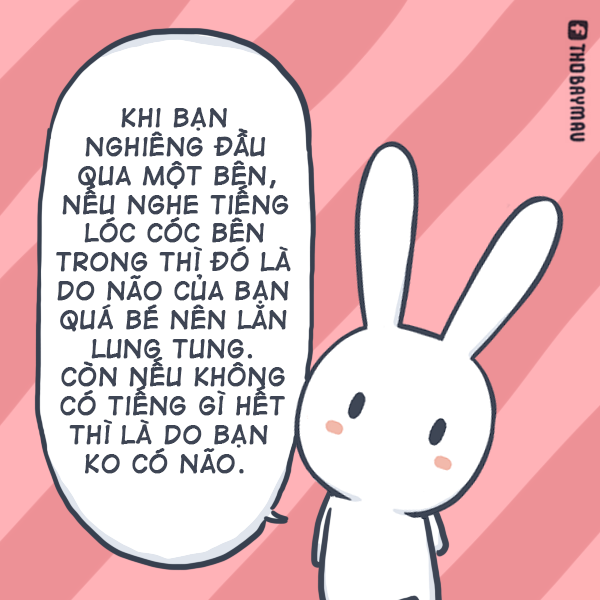 KHI BẠN
NGHIÊNG ĐẦU
QUA MỘT BÊN,
NẾU NGHE TIẾNG
LÓC CÓC BÊN
TRONG THÌ ĐÓ LÀ
DO NÃO CỦA BẠN
QUÁ BÉ NÊN LĂN
LUNG TUNG.
CÒN NẾU KHÔNG
CÓ TIẾNG GÌ HẾT
THÌ LÀ DO BẠN
KO CÓ NÃO.
THOBAYMAU